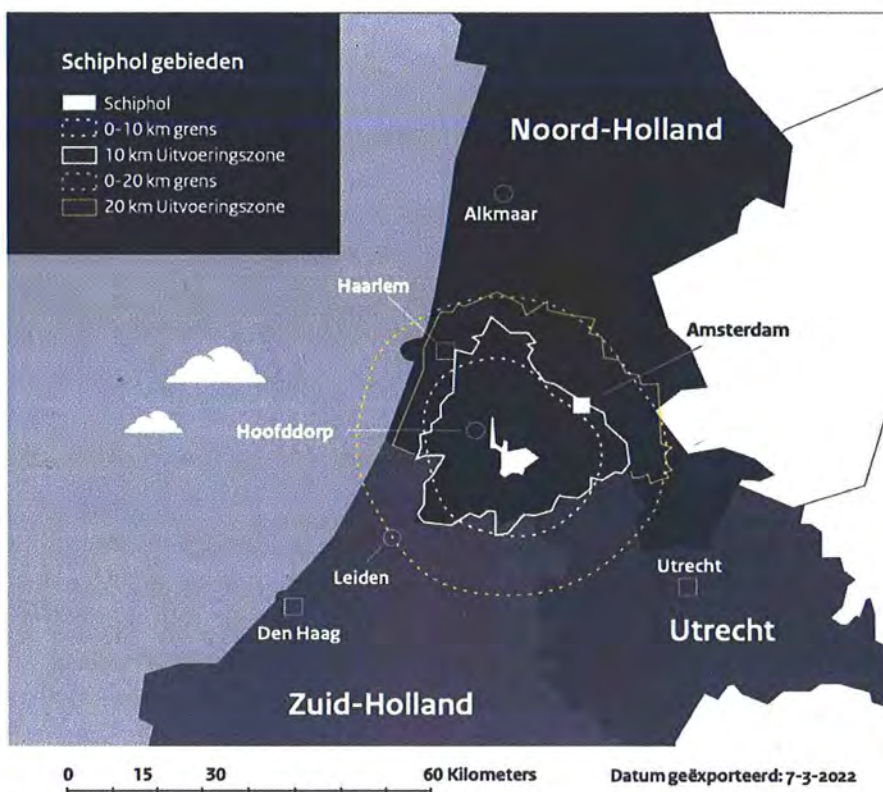 Schiphol gebieden
Schiphol
0-10 km grens
10 km Uitvoeringszone
0-20 km grens
20 km Uitvoeringszone
Noord-Holland
Alkmaar
Haarlem
Amsterdam
Hoofddorp
Leiden
Utrecht
Den Haag
Utrecht
Zuid-Holland
0 15 30 60 Kilometers
Datum geëxporteerd: 7-3-2022